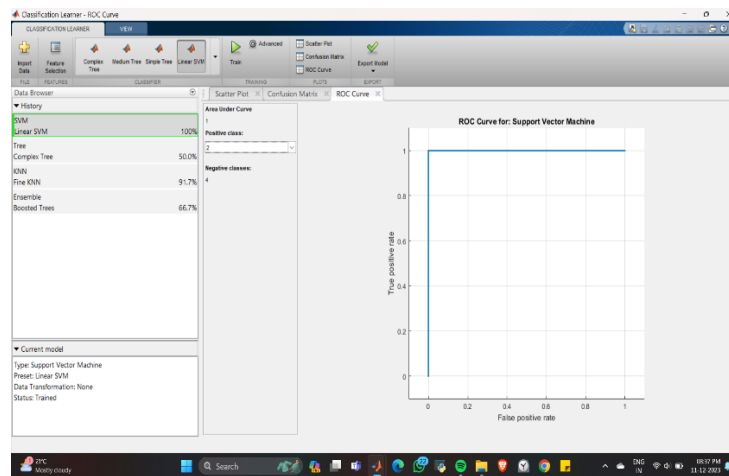 Classification Learner - ROC Curve
CLASSIFICATION LEARNER
VIEW
Import Data
Feature Selection
Complex Tree
Medium Tree
Simple Tree
Linear SVM
Train
Advanced
Scatter Plot
Confusion Matrix
ROC Curve
Export Model
FILE
FEATURES
CLASSIFIER
TRAINING
PLOTS
EXPORT
Data Browser
▼ History
SVM
Linear SVM 100%
Tree
Complex Tree 50.0%
KNN
Fine KNN 91.7%
Ensemble
Boosted Trees 66.7%
▼ Current model
Type: Support Vector Machine
Preset: Linear SVM
Data Transformation: None
Status: Trained
Scatter Plot
Confusion Matrix
ROC Curve
Area Under Curve
1
Positive class:
2
Negative classes:
4
ROC Curve for: Support Vector Machine
1
0.8
0.6
0.4
0.2
0
True positive rate
0 0.2 0.4 0.6 0.8 1
False positive rate
21°C
Mostly cloudy
Search
ENG
IN
08:37 PM
11-12-2023